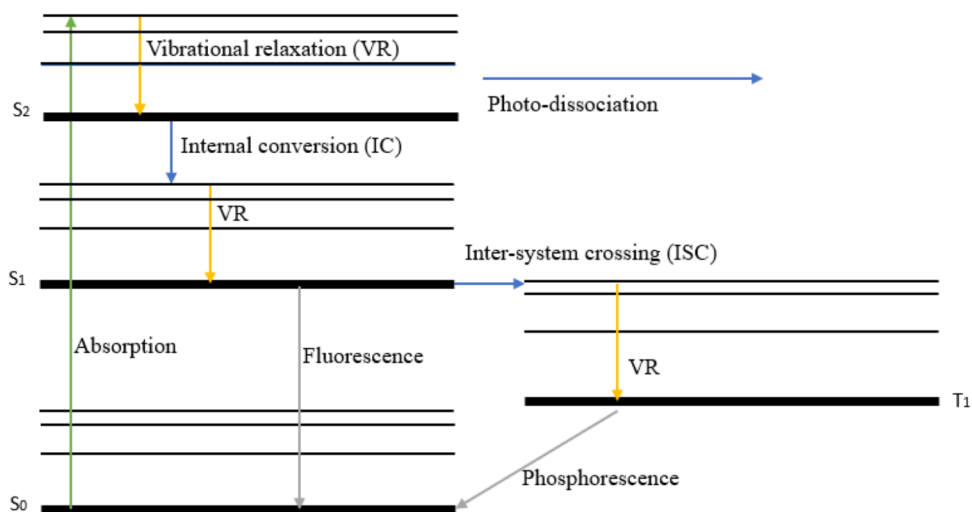 Vibrational relaxation (VR)
Photo-dissociation
S2
Internal conversion (IC)
VR
Inter-system crossing (ISC)
S1
Absorption
Fluorescence
VR
T1
Phosphorescence
S0